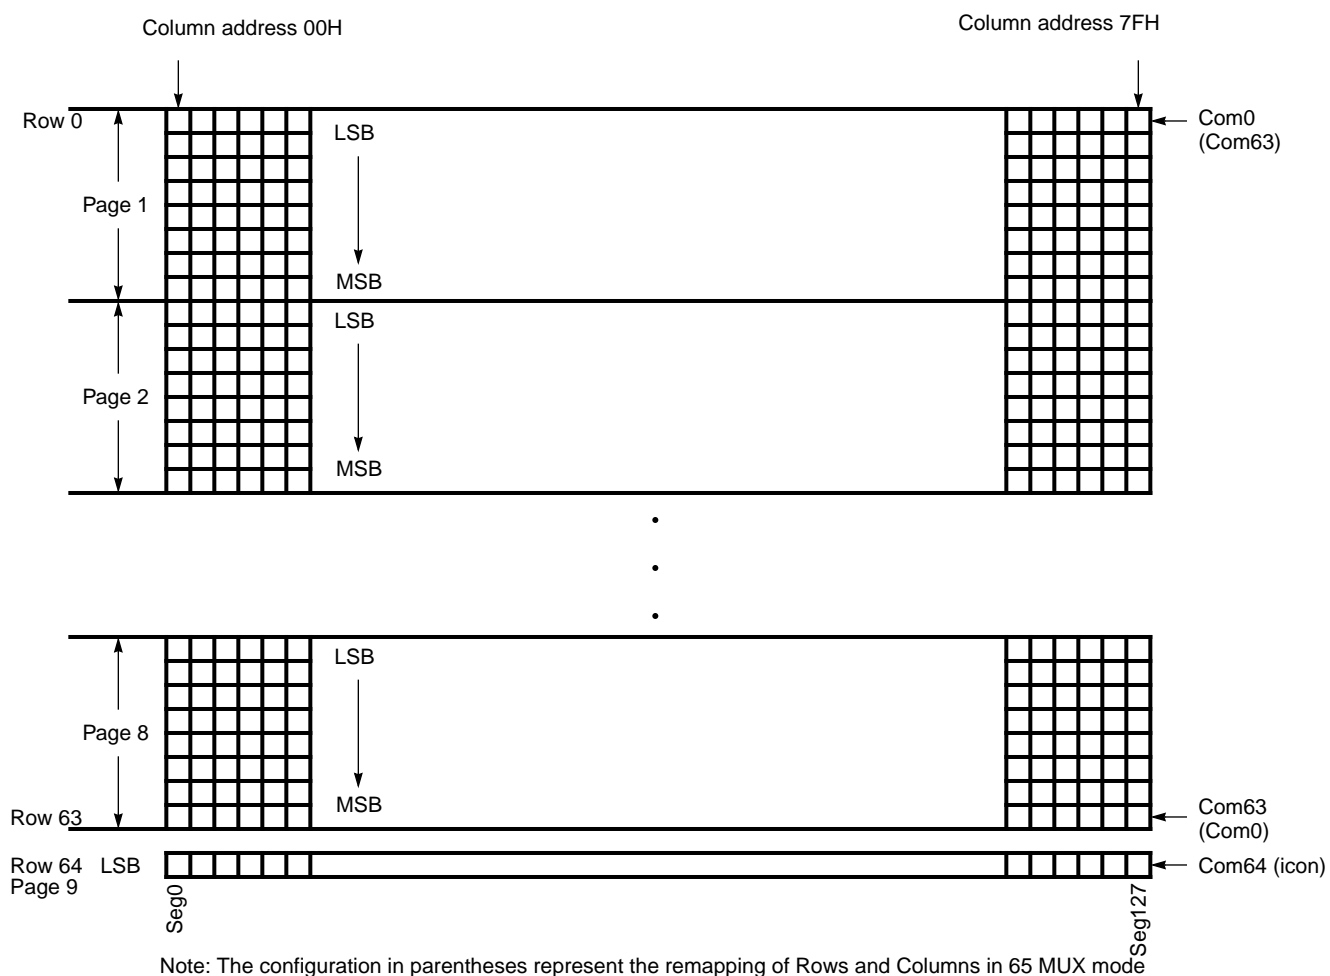 Column address 00H
Column address 7FH
Row 0
LSB
Com0
(Com63)
Page 1
MSB
LSB
Page 2
MSB
LSB
Page 8
MSB
Row 63
Com63
(Com0)
Row 64 LSB
Page 9
Com64 (icon)
Seg0
Seg127
Note: The configuration in parentheses represent the remapping of Rows and Columns in 65 MUX mode